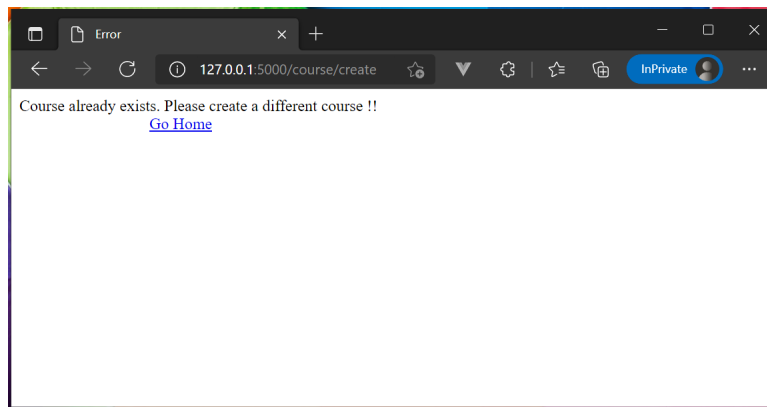 Error
127.0.0.1:5000/course/create
InPrivate
Course already exists. Please create a different course !!
Go Home